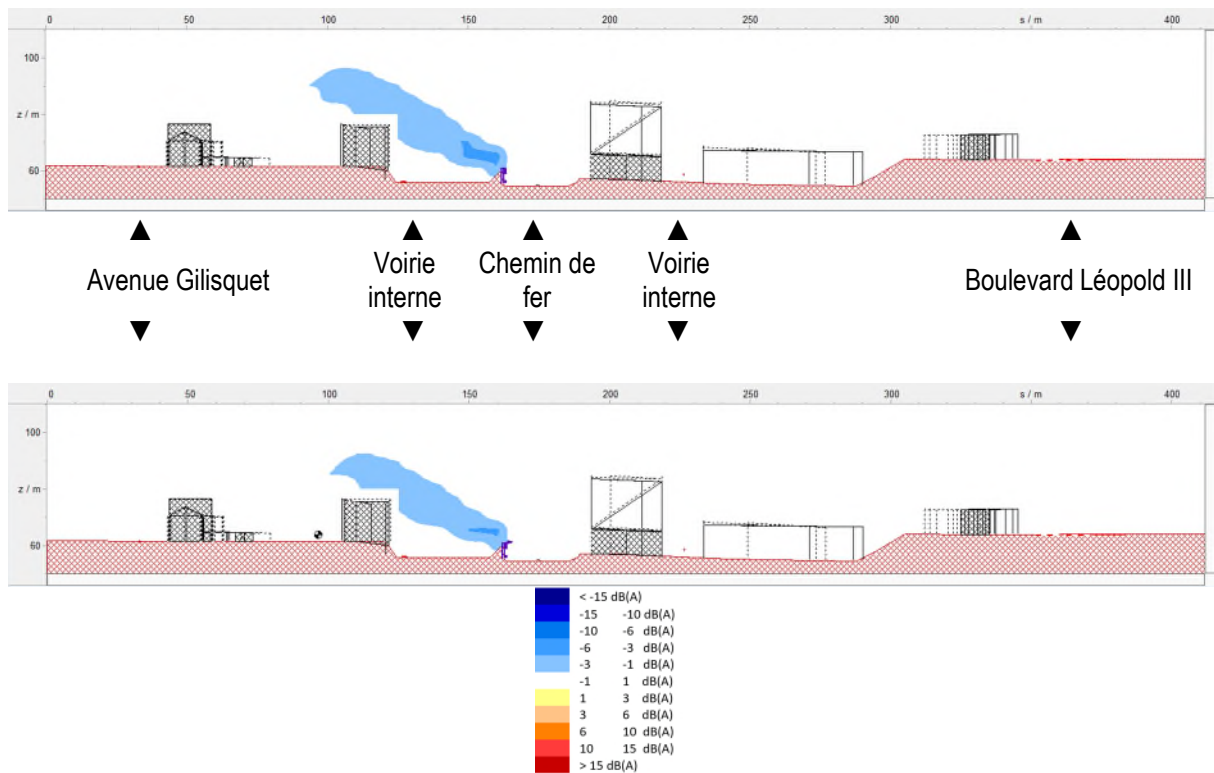 0 50 100 150 200 250 300 s / m 400
100
z / m
60
Avenue Gilisquet
Voirie
interne
Chemin de
fer
Voirie
interne
Boulevard Léopold III
0 50 100 150 200 250 300 s / m 400
100
z / m
60
< -15 dB(A)
-15 -10 dB(A)
-10 -6 dB(A)
-6 -3 dB(A)
-3 -1 dB(A)
-1 1 dB(A)
1 3 dB(A)
3 6 dB(A)
6 10 dB(A)
10 15 dB(A)
> 15 dB(A)